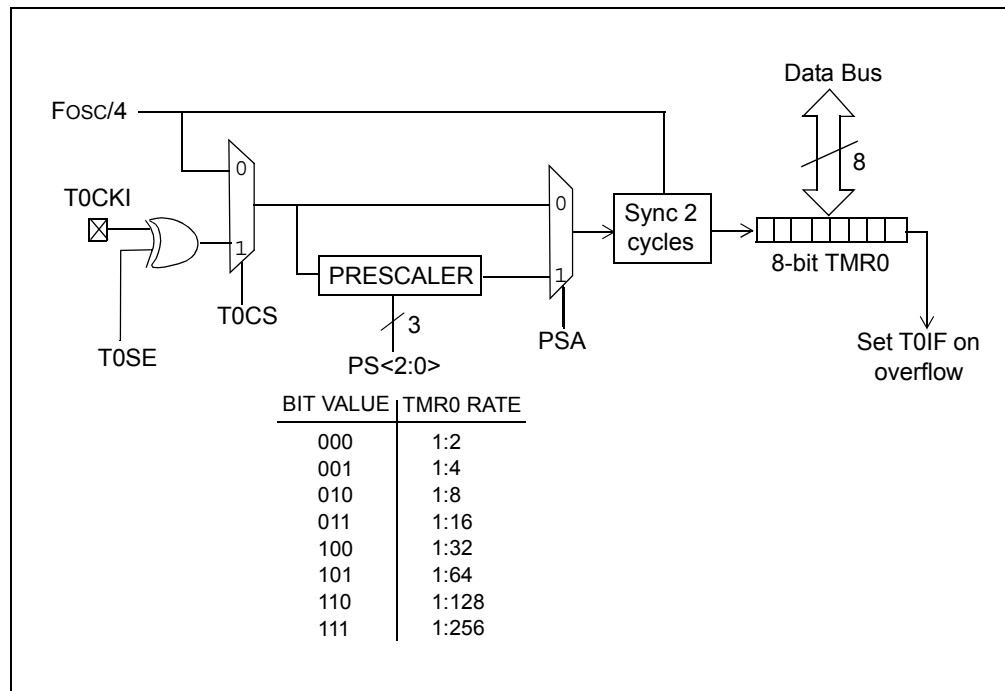 Data Bus
FOSC/4
8
0
T0CKI
0
Sync 2
cycles
1
8-bit TMR0
PRESCALER
1
T0CS
3
PSA
T0SE
PS<2:0>
Set T0IF on
overflow
BIT VALUE TMR0 RATE
000 1:2
001 1:4
010 1:8
011 1:16
100 1:32
101 1:64
110 1:128
111 1:256